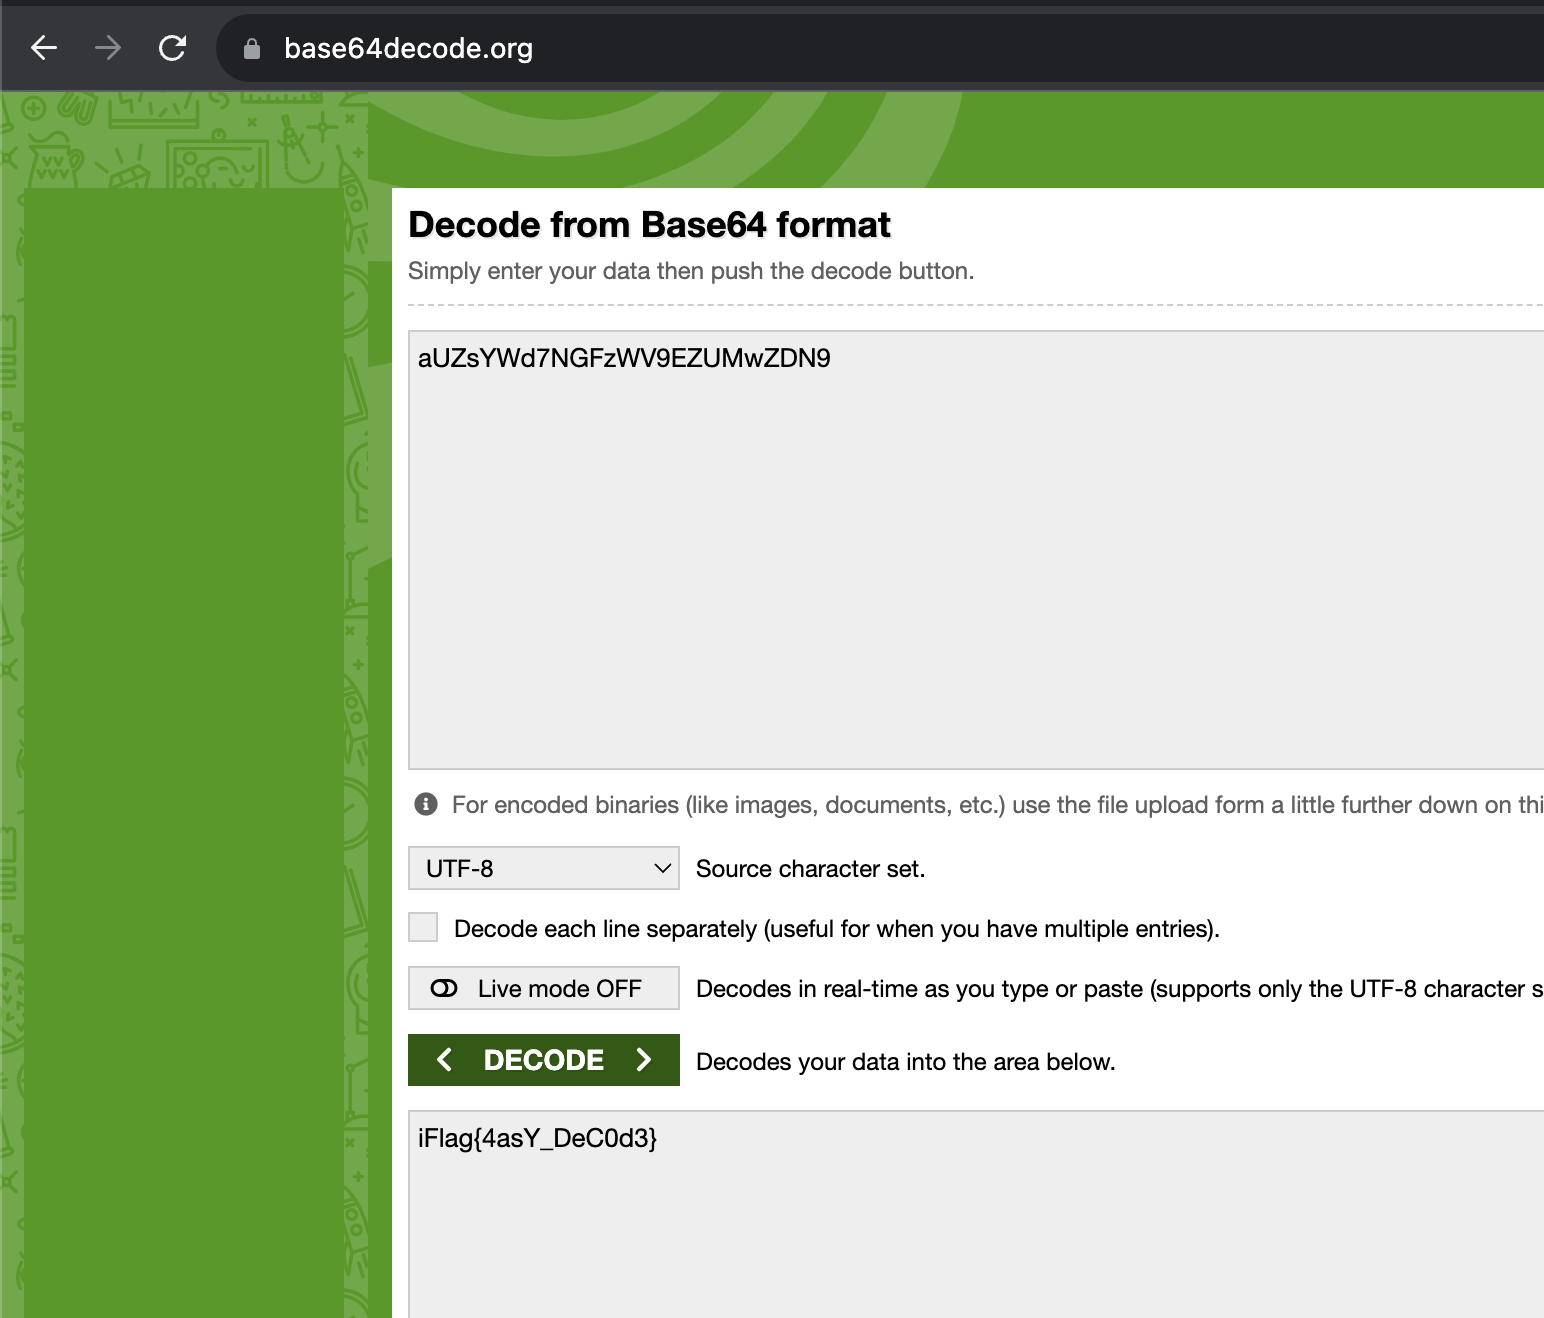 base64decode.org
Decode from Base64 format
Simply enter your data then push the decode button.
aUZsYWd7NGFzWV9EZUMwZDN9
For encoded binaries (like images, documents, etc.) use the file upload form a little further down on thi
UTF-8 Source character set.
Decode each line separately (useful for when you have multiple entries).
Live mode OFF Decodes in real-time as you type or paste (supports only the UTF-8 character s
DECODE Decodes your data into the area below.
iFlag{4asY_DeC0d3}